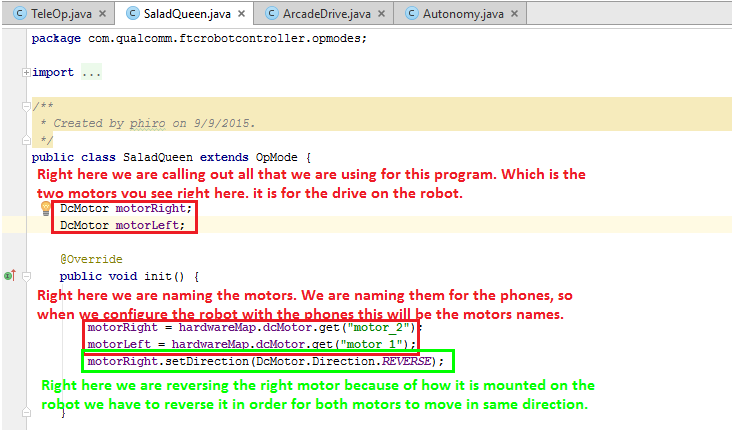 TeleOp.java × SaladQueen.java × ArcadeDrive.java × Autonomy.java ×
package com.qualcomm.ftcrobotcontroller.opmodes;
import ...
/**
* Created by phiro on 9/9/2015.
*/
public class SaladQueen extends OpMode {
Right here we are calling out all that we are using for this program. Which is the
two motors you see right here. it is for the drive on the robot.
DcMotor motorRight;
DcMotor motorLeft;
@Override
public void init() {
Right here we are naming the motors. We are naming them for the phones, so
when we configure the robot with the phones this will be the motors names.
motorRight = hardwareMap.dcMotor.get("motor_2");
motorLeft = hardwareMap.dcMotor.get("motor_1");
motorRight.setDirection(DcMotor.Direction.REVERSE);
Right here we are reversing the right motor because of how it is mounted on the
robot we have to reverse it in order for both motors to move in same direction.
}